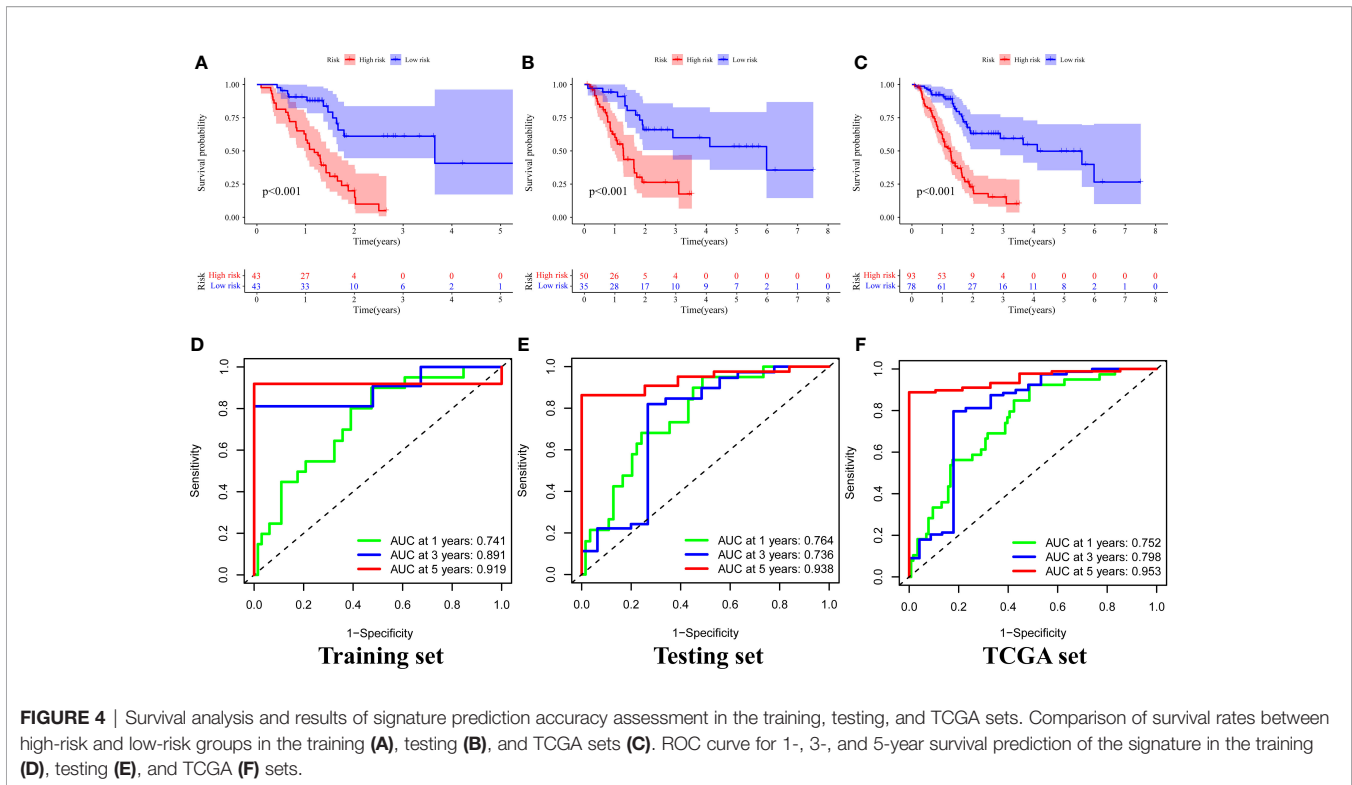 A
Risk High risk Low risk
1.00
0.75
0.50
0.25
0.00
Survival probability
p<0.001
0 1 2 3 4 5
Time(years)
Risk
High risk 43 27 4 0 0 0
Low risk 43 33 10 6 2 1
0 1 2 3 4 5
Time(years)
B
Risk High risk Low risk
1.00
0.75
0.50
0.25
0.00
Survival probability
p<0.001
0 1 2 3 4 5 6 7 8
Time(years)
Risk
High risk 50 26 5 4 0 0 0 0 0
Low risk 35 28 17 10 9 7 2 1 0
0 1 2 3 4 5 6 7 8
Time(years)
C
Risk High risk Low risk
1.00
0.75
0.50
0.25
0.00
Survival probability
p<0.001
0 1 2 3 4 5 6 7 8
Time(years)
Risk
High risk 93 53 9 4 0 0 0 0 0
Low risk 78 61 27 16 11 8 2 1 0
0 1 2 3 4 5 6 7 8
Time(years)
D
1.0
0.8
0.6
0.4
0.2
0.0
Sensitivity
AUC at 1 years: 0.741
AUC at 3 years: 0.891
AUC at 5 years: 0.919
0.0 0.2 0.4 0.6 0.8 1.0
1−Specificity
Training set
E
1.0
0.8
0.6
0.4
0.2
0.0
Sensitivity
AUC at 1 years: 0.764
AUC at 3 years: 0.736
AUC at 5 years: 0.938
0.0 0.2 0.4 0.6 0.8 1.0
1−Specificity
Testing set
F
1.0
0.8
0.6
0.4
0.2
0.0
Sensitivity
AUC at 1 years: 0.752
AUC at 3 years: 0.798
AUC at 5 years: 0.953
0.0 0.2 0.4 0.6 0.8 1.0
1−Specificity
TCGA set
FIGURE 4 | Survival analysis and results of signature prediction accuracy assessment in the training, testing, and TCGA sets. Comparison of survival rates between
high-risk and low-risk groups in the training (A), testing (B), and TCGA sets (C). ROC curve for 1-, 3-, and 5-year survival prediction of the signature in the training
(D), testing (E), and TCGA (F) sets.